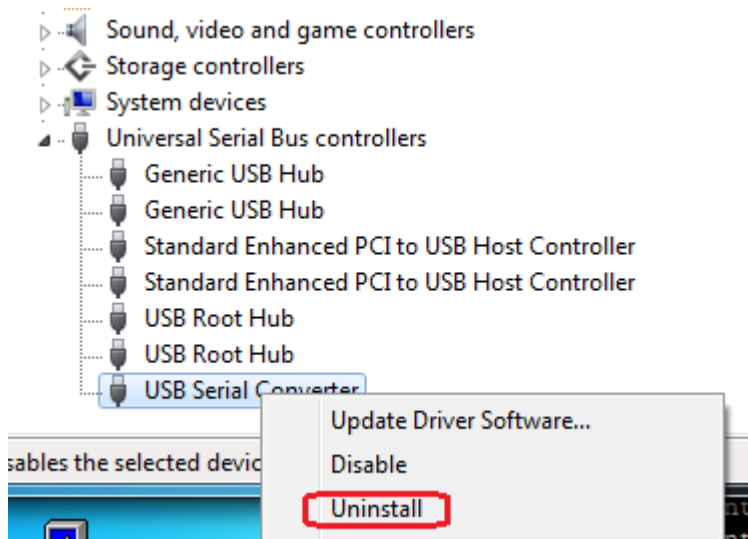 Sound, video and game controllers
Storage controllers
System devices
Universal Serial Bus controllers
Generic USB Hub
Generic USB Hub
Standard Enhanced PCI to USB Host Controller
Standard Enhanced PCI to USB Host Controller
USB Root Hub
USB Root Hub
USB Serial Converter
Update Driver Software...
sables the selected devic
Disable
Uninstall